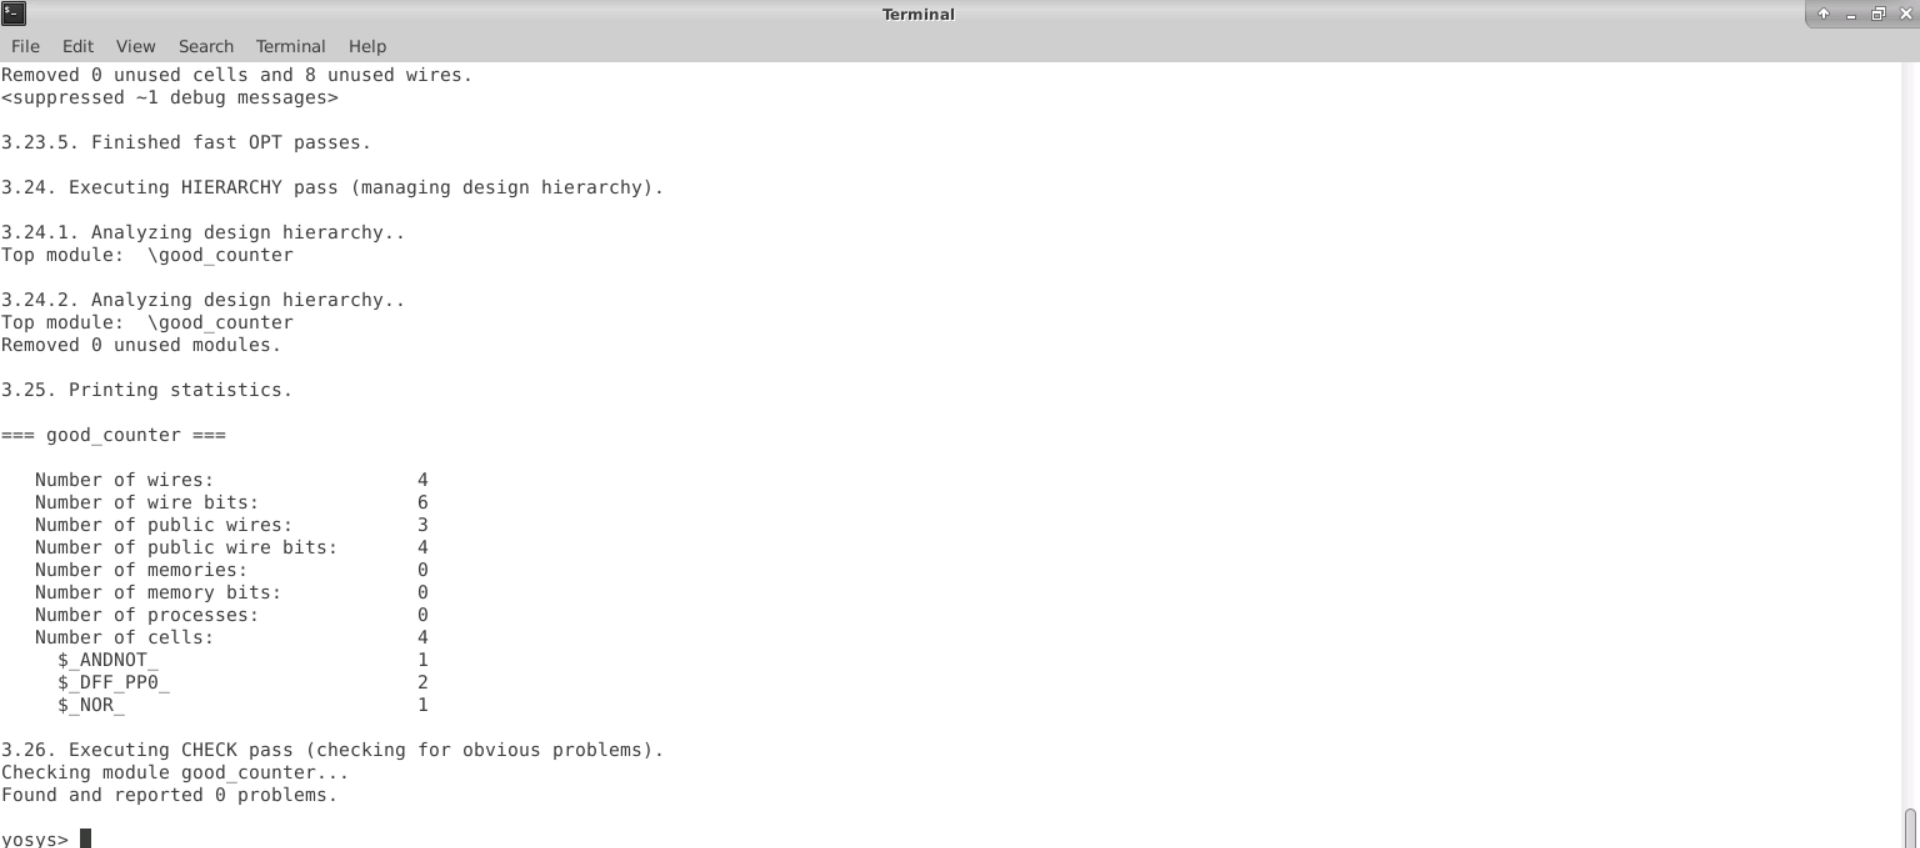 Terminal
File Edit View Search Terminal Help
Removed 0 unused cells and 8 unused wires.
<suppressed ~1 debug messages>
3.23.5. Finished fast OPT passes.
3.24. Executing HIERARCHY pass (managing design hierarchy).
3.24.1. Analyzing design hierarchy..
Top module:  \good_counter
3.24.2. Analyzing design hierarchy..
Top module:  \good_counter
Removed 0 unused modules.
3.25. Printing statistics.
=== good_counter ===
Number of wires: 4
Number of wire bits: 6
Number of public wires: 3
Number of public wire bits: 4
Number of memories: 0
Number of memory bits: 0
Number of processes: 0
Number of cells: 4
$_ANDNOT_ 1
$_DFF_PP0_ 2
$_NOR_ 1
3.26. Executing CHECK pass (checking for obvious problems).
Checking module good_counter...
Found and reported 0 problems.
yosys>